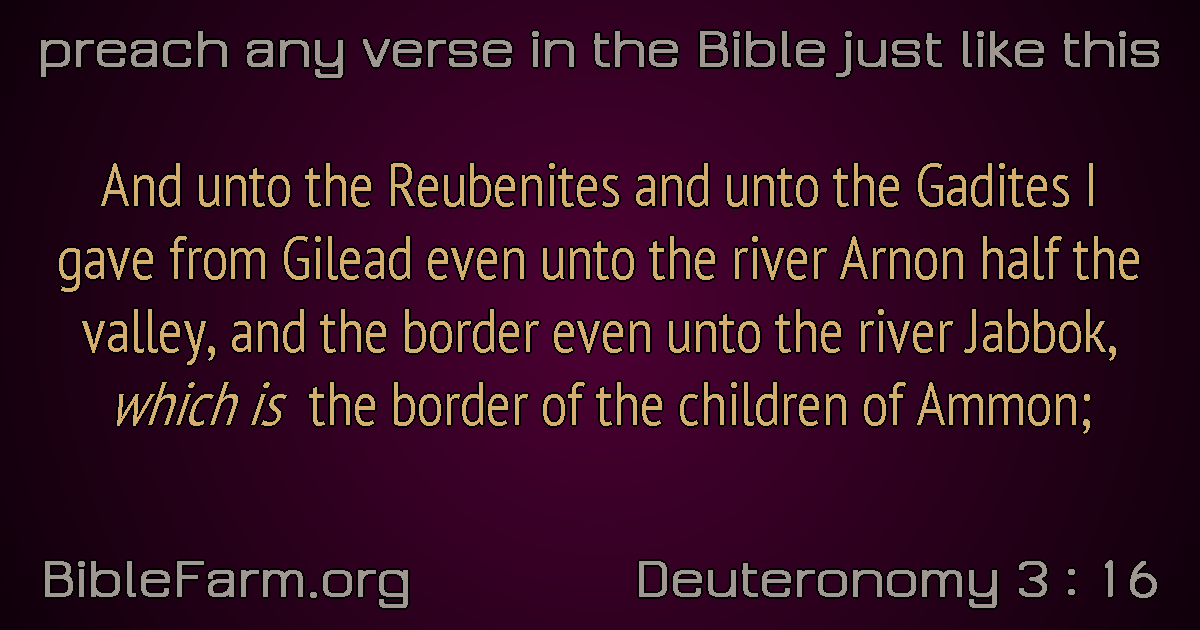 preach any verse in the Bible just like this
And unto the Reubenites and unto the Gadites I
gave from Gilead even unto the river Arnon half the
valley, and the border even unto the river Jabbok,
which is the border of the children of Ammon;
BibleFarm.org
Deuteronomy 3 : 16